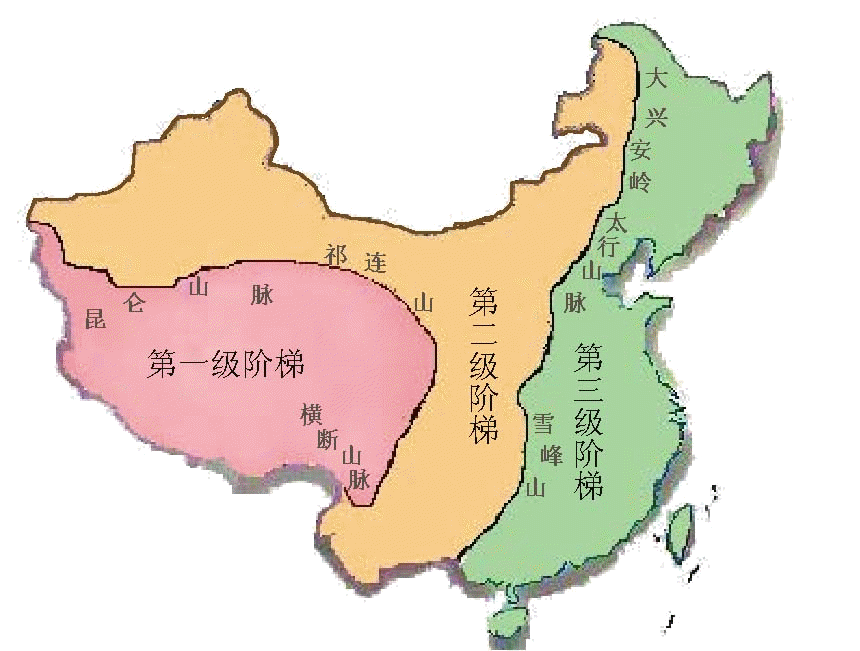 大兴安岭
太行山脉
祁连山
昆仑山脉
第一级阶梯
第二级阶梯
第三级阶梯
横断山脉
雪峰山